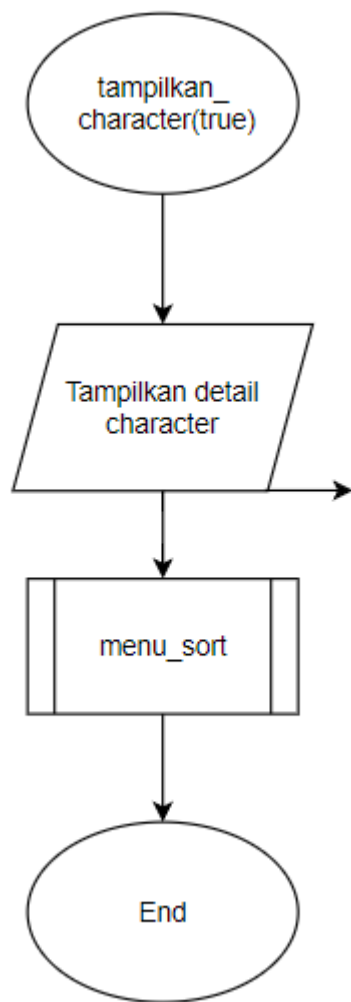 tampilkan_
character(true)
Tampilkan detail
character
menu_sort
End